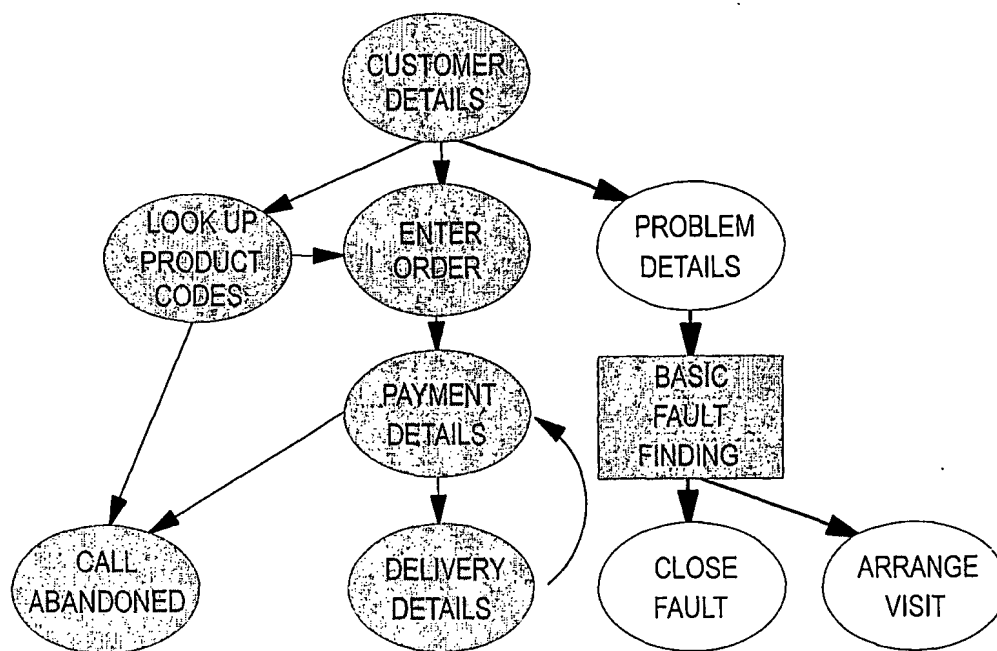 CUSTOMER
DETAILS
LOOK UP
PRODUCT
CODES
ENTER
ORDER
PROBLEM
DETAILS
PAYMENT
DETAILS
BASIC
FAULT
FINDING
CALL
ABANDONED
DELIVERY
DETAILS
CLOSE
FAULT
ARRANGE
VISIT